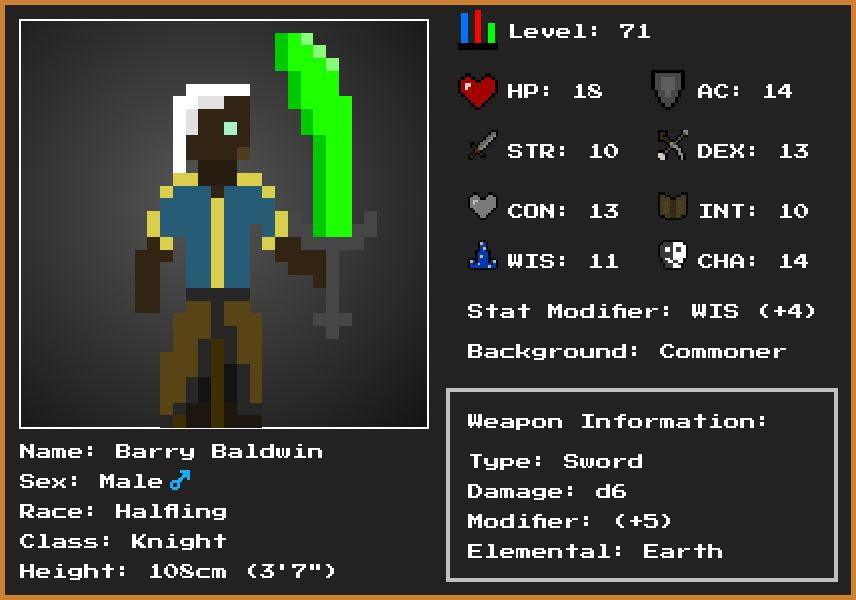 Level: 71
HP: 18
AC: 14
STR: 10
DEX: 13
CON: 13
INT: 10
WIS: 11
CHA: 14
Stat Modifier: WIS (+4)
Background: Commoner
Weapon Information:
Type: Sword
Damage: d6
Modifier: (+5)
Elemental: Earth
Name: Barry Baldwin
Sex: Male ♂
Race: Halfling
Class: Knight
Height: 108cm (3'7")